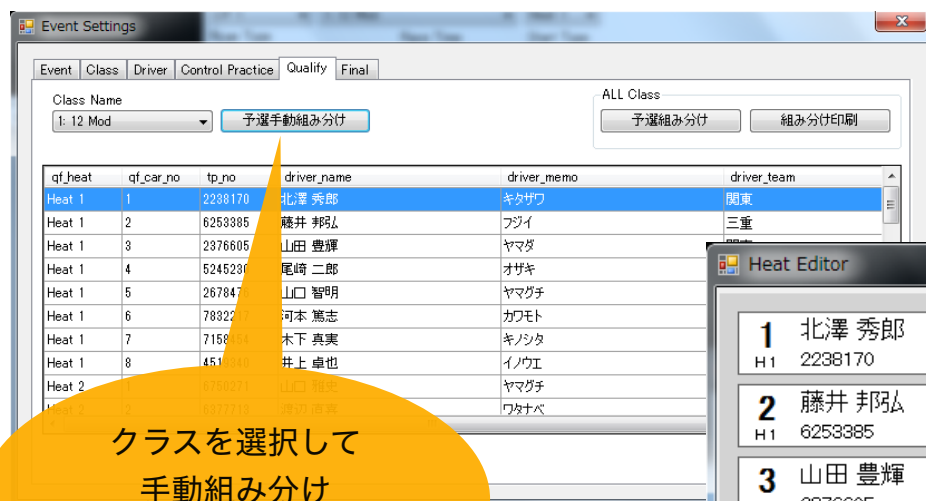 Event Settings
Event Class Driver Control Practice Qualify Final
Class Name
ALL Class
1: 12 Mod 予選手動組み分け 予選組み分け 組み分け印刷
qf_heat qf_car_no tp_no driver_name driver_memo driver_team
Heat 1 1 2238170 北澤 秀郎 キタザワ 関東
Heat 1 2 6253385 藤井 邦弘 フジイ 三重
Heat 1 3 2376605 山田 豊輝 ヤマダ
Heat 1 4 5245230 尾崎 二郎 オザキ
Heat 1 5 山口 智明 ヤマグチ
Heat 1 6 河本 篤志 カワモト
Heat 1 7 木下 真実 キノシタ
Heat 1 8 井上 卓也 イノウエ
Heat 2 ヤマグチ
ワタナベ
Heat Editor
1 北澤 秀郎
H1 2238170
2 藤井 邦弘
H1 6253385
3 山田 豊輝
クラスを選択して
手動組み分け